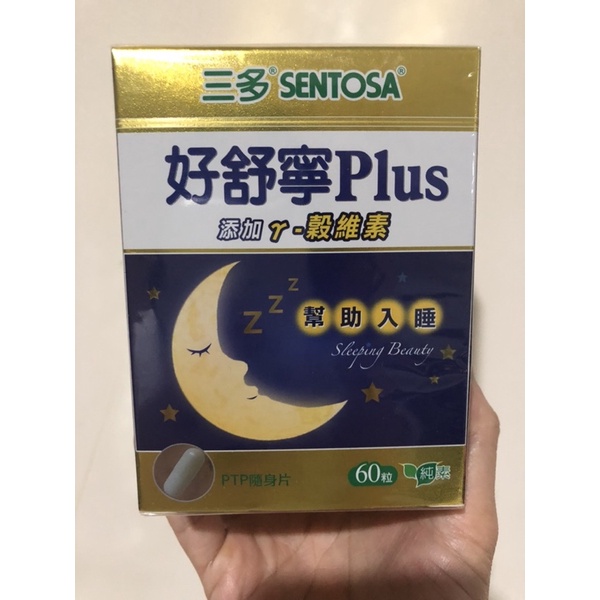 三多® SENTOSA®
好舒寧Plus
添加γ-穀維素
z z z
幫助入睡
Sleeping Beauty
PTP隨身片
60粒
純素